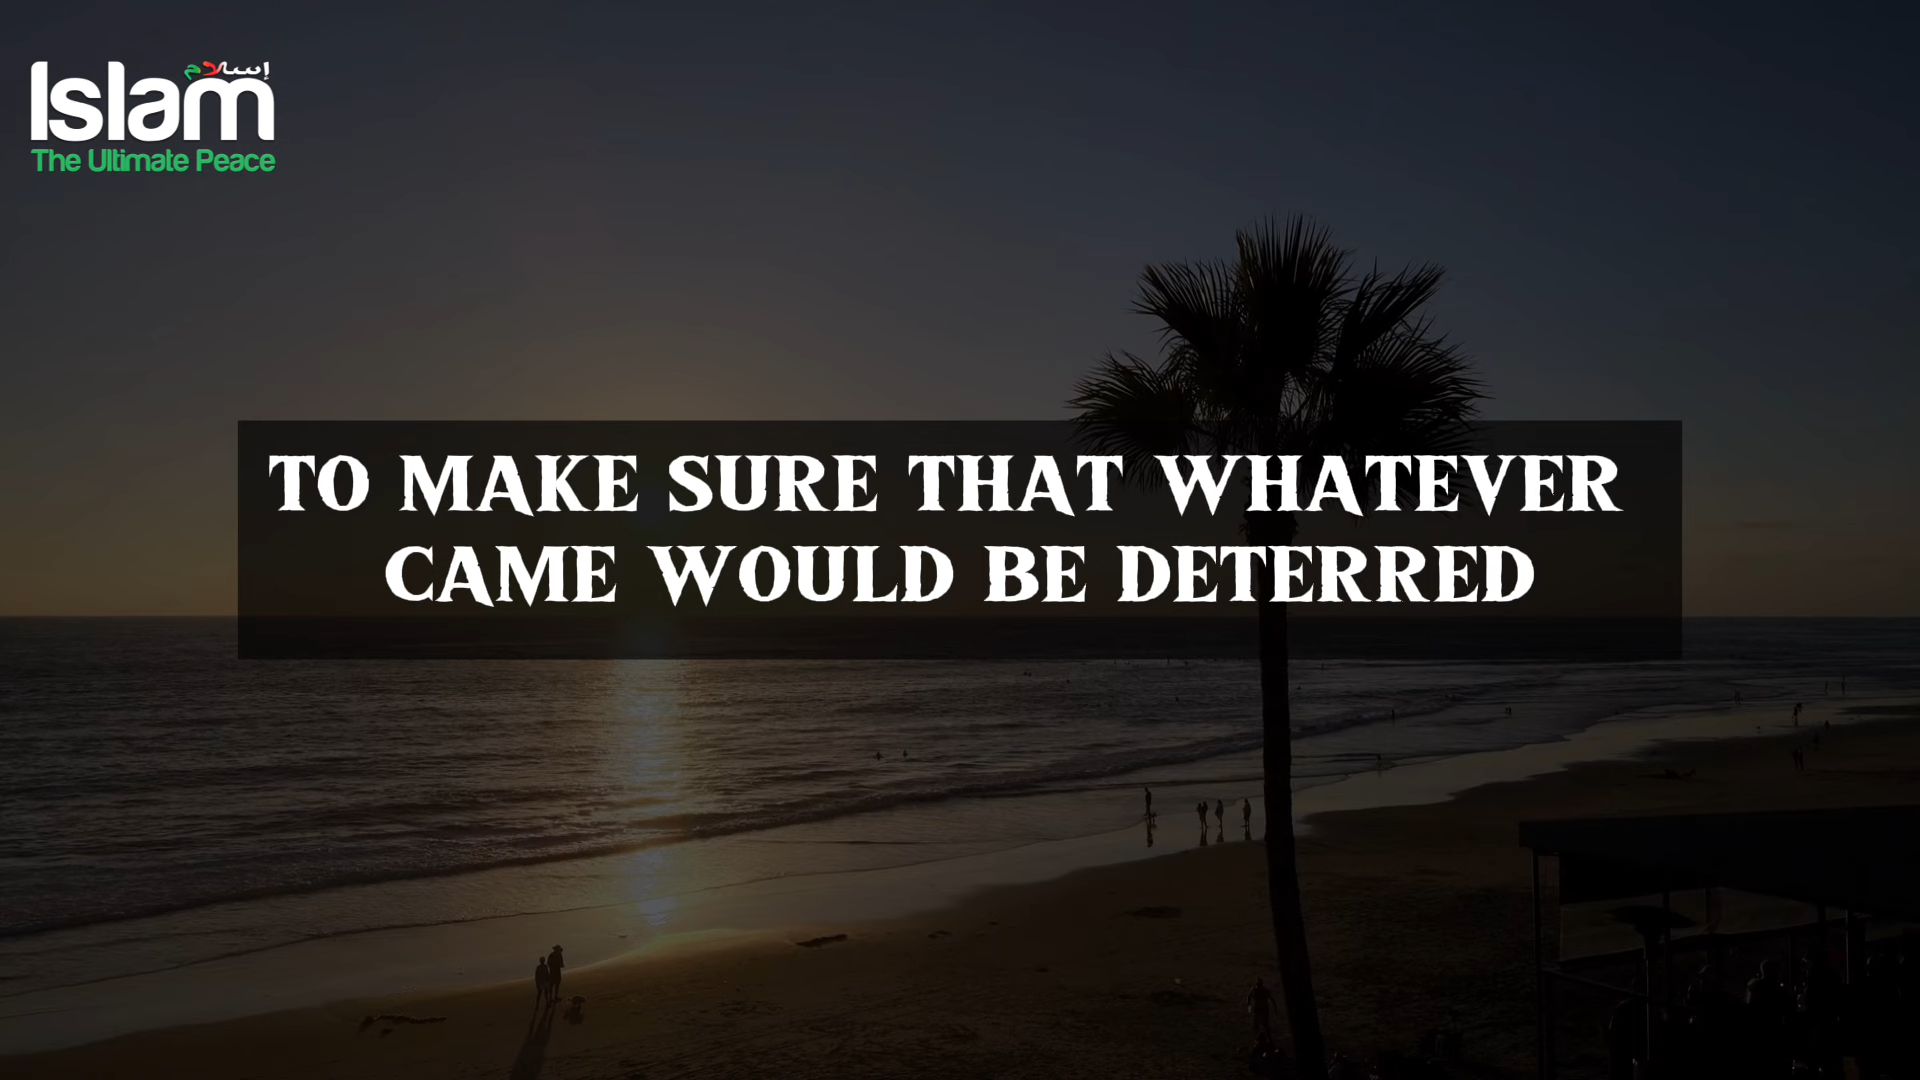 إسلام
Islam
The Ultimate Peace
TO MAKE SURE THAT WHATEVER
CAME WOULD BE DETERRED